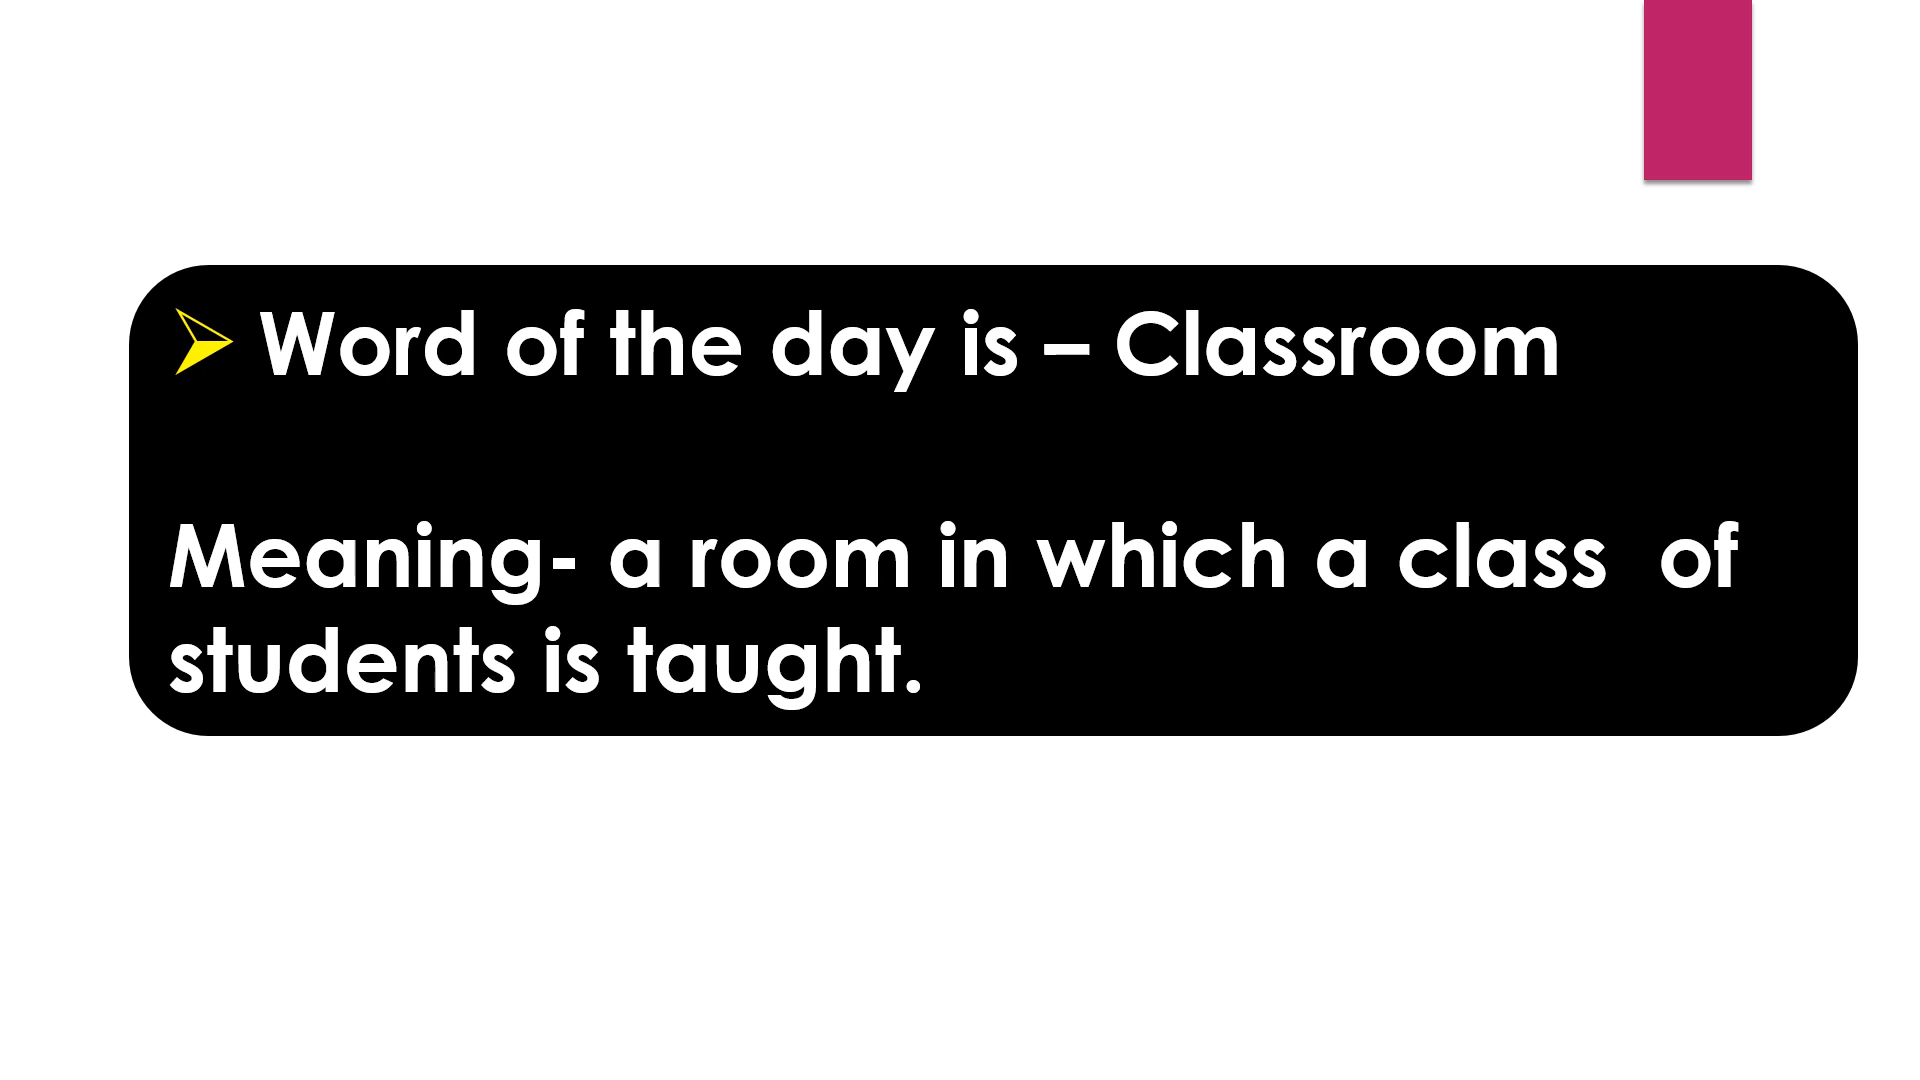 Word of the day is – Classroom
Meaning- a room in which a class  of
students is taught.